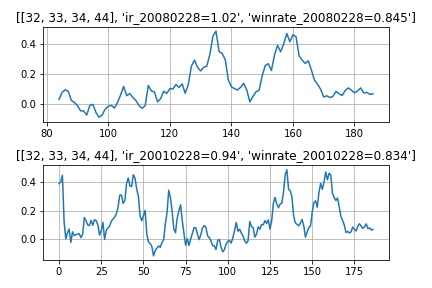 [[32, 33, 34, 44], 'ir_20080228=1.02', 'winrate_20080228=0.845']
0.4
0.2
0.0
80 100 120 140 160 180
[[32, 33, 34, 44], 'ir_20010228=0.94', 'winrate_20010228=0.834']
0.4
0.2
0.0
0 25 50 75 100 125 150 175